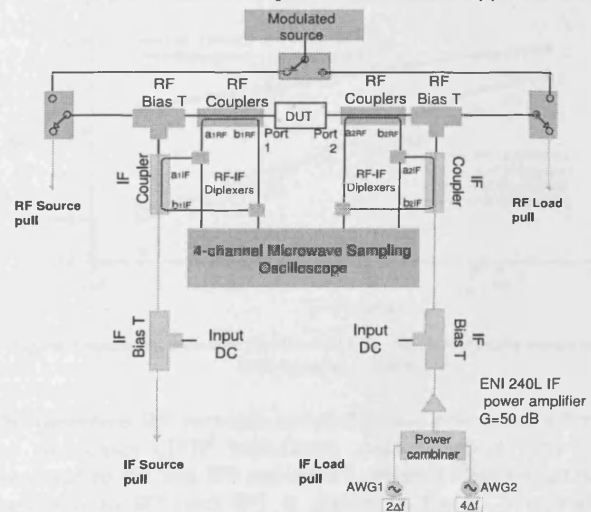 Modulated
source
RF
Bias T
RF
Couplers
DUT
RF
Couplers
RF
Bias T
a1RF
b1RF
Port
1
Port
2
a2RF
b2RF
IF
Coupler
a1IF
b1IF
RF-IF
Diplexers
RF-IF
Diplexers
a2IF
b2IF
IF
Coupler
RF Source
pull
RF Load
pull
4-channel Microwave Sampling
Oscilloscope
IF
Bias T
Input
DC
Input
DC
IF
Bias T
ENI 240L IF
power amplifier
G=50 dB
Power
combiner
IF Source
pull
IF Load
pull
AWG1
AWG2
2Δf
4Δf